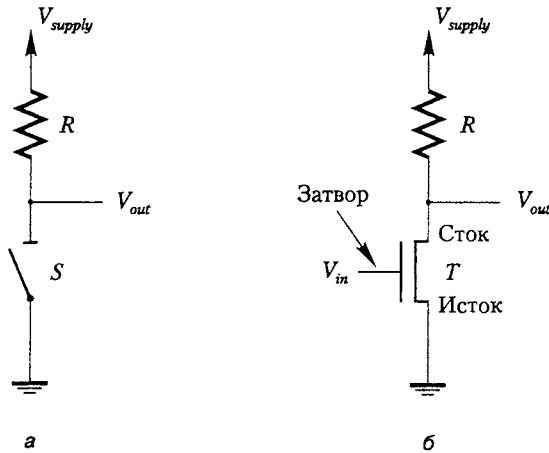 V_supply
R
V_out
S
а
V_supply
R
V_out
Затвор
Сток
V_in
T
Исток
б